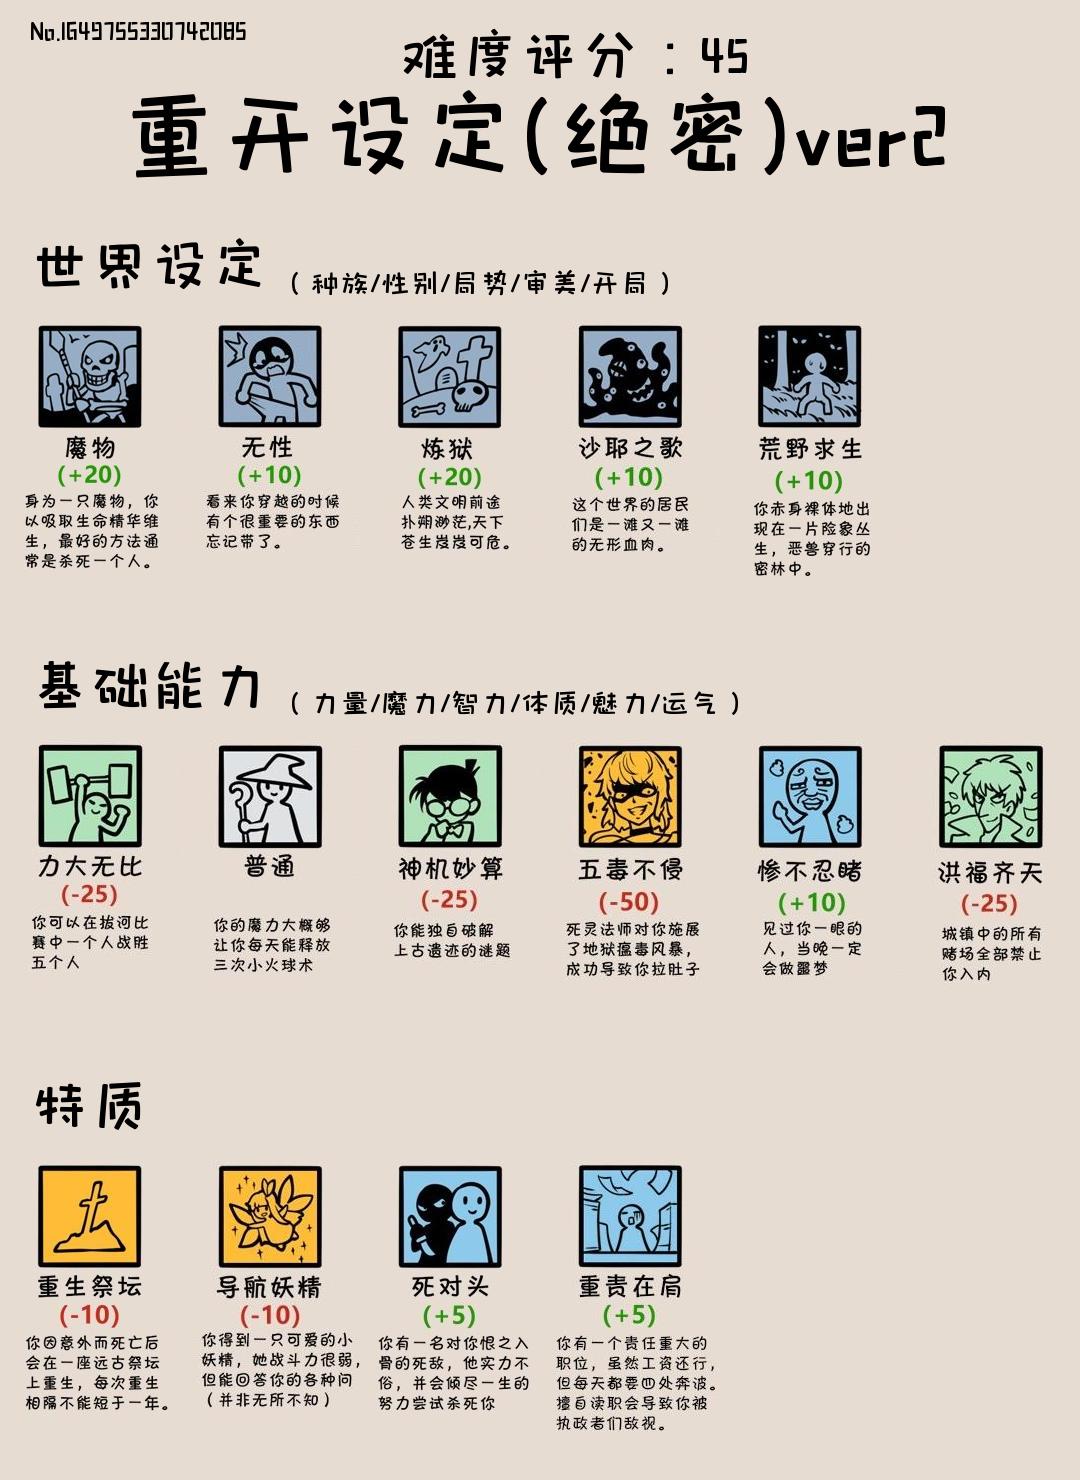 No.1649755330742085
难度评分：45
重开设定(绝密)ver2
世界设定（种族/性别/局势/审美/开局）
魔物 无性 炼狱 沙耶之歌 荒野求生
(+20) (+10) (+20) (+10) (+10)
身为一只魔物，你
以吸取生命精华维
生，最好的方法通
常是杀死一个人。
看来你穿越的时候
有个很重要的东西
忘记带了。
人类文明前途
扑朔渺茫,天下
苍生岌岌可危。
这个世界的居民
们是一滩又一滩
的无形血肉。
你赤身裸体地出
现在一片险象丛
生，恶兽穿行的
密林中。
基础能力（力量/魔力/智力/体质/魅力/运气）
力大无比 普通 神机妙算 五毒不侵 惨不忍睹 洪福齐天
(-25) (-25) (-50) (+10) (-25)
你可以在拔河比
赛中一个人战胜
五个人
你的魔力大概够
让你每天能释放
三次小火球术
你能独自破解
上古遗迹的谜题
死灵法师对你施展
了地狱瘟毒风暴，
成功导致你拉肚子
见过你一眼的
人，当晚一定
会做噩梦
城镇中的所有
赌场全部禁止
你入内
特质
重生祭坛 导航妖精 死对头 重责在肩
(-10) (-10) (+5) (+5)
你因意外而死亡后
会在一座远古祭坛
上重生，每次重生
相隔不能短于一年。
你得到一只可爱的小
妖精，她战斗力很弱，
但能回答你的各种问
（并非无所不知）
你有一名对你恨之入
骨的死敌，他实力不
俗，并会倾尽一生的
努力尝试杀死你
你有一个责任重大的
职位，虽然工资还行，
但每天都要四处奔波。
擅自渎职会导致你被
执政者们敌视。